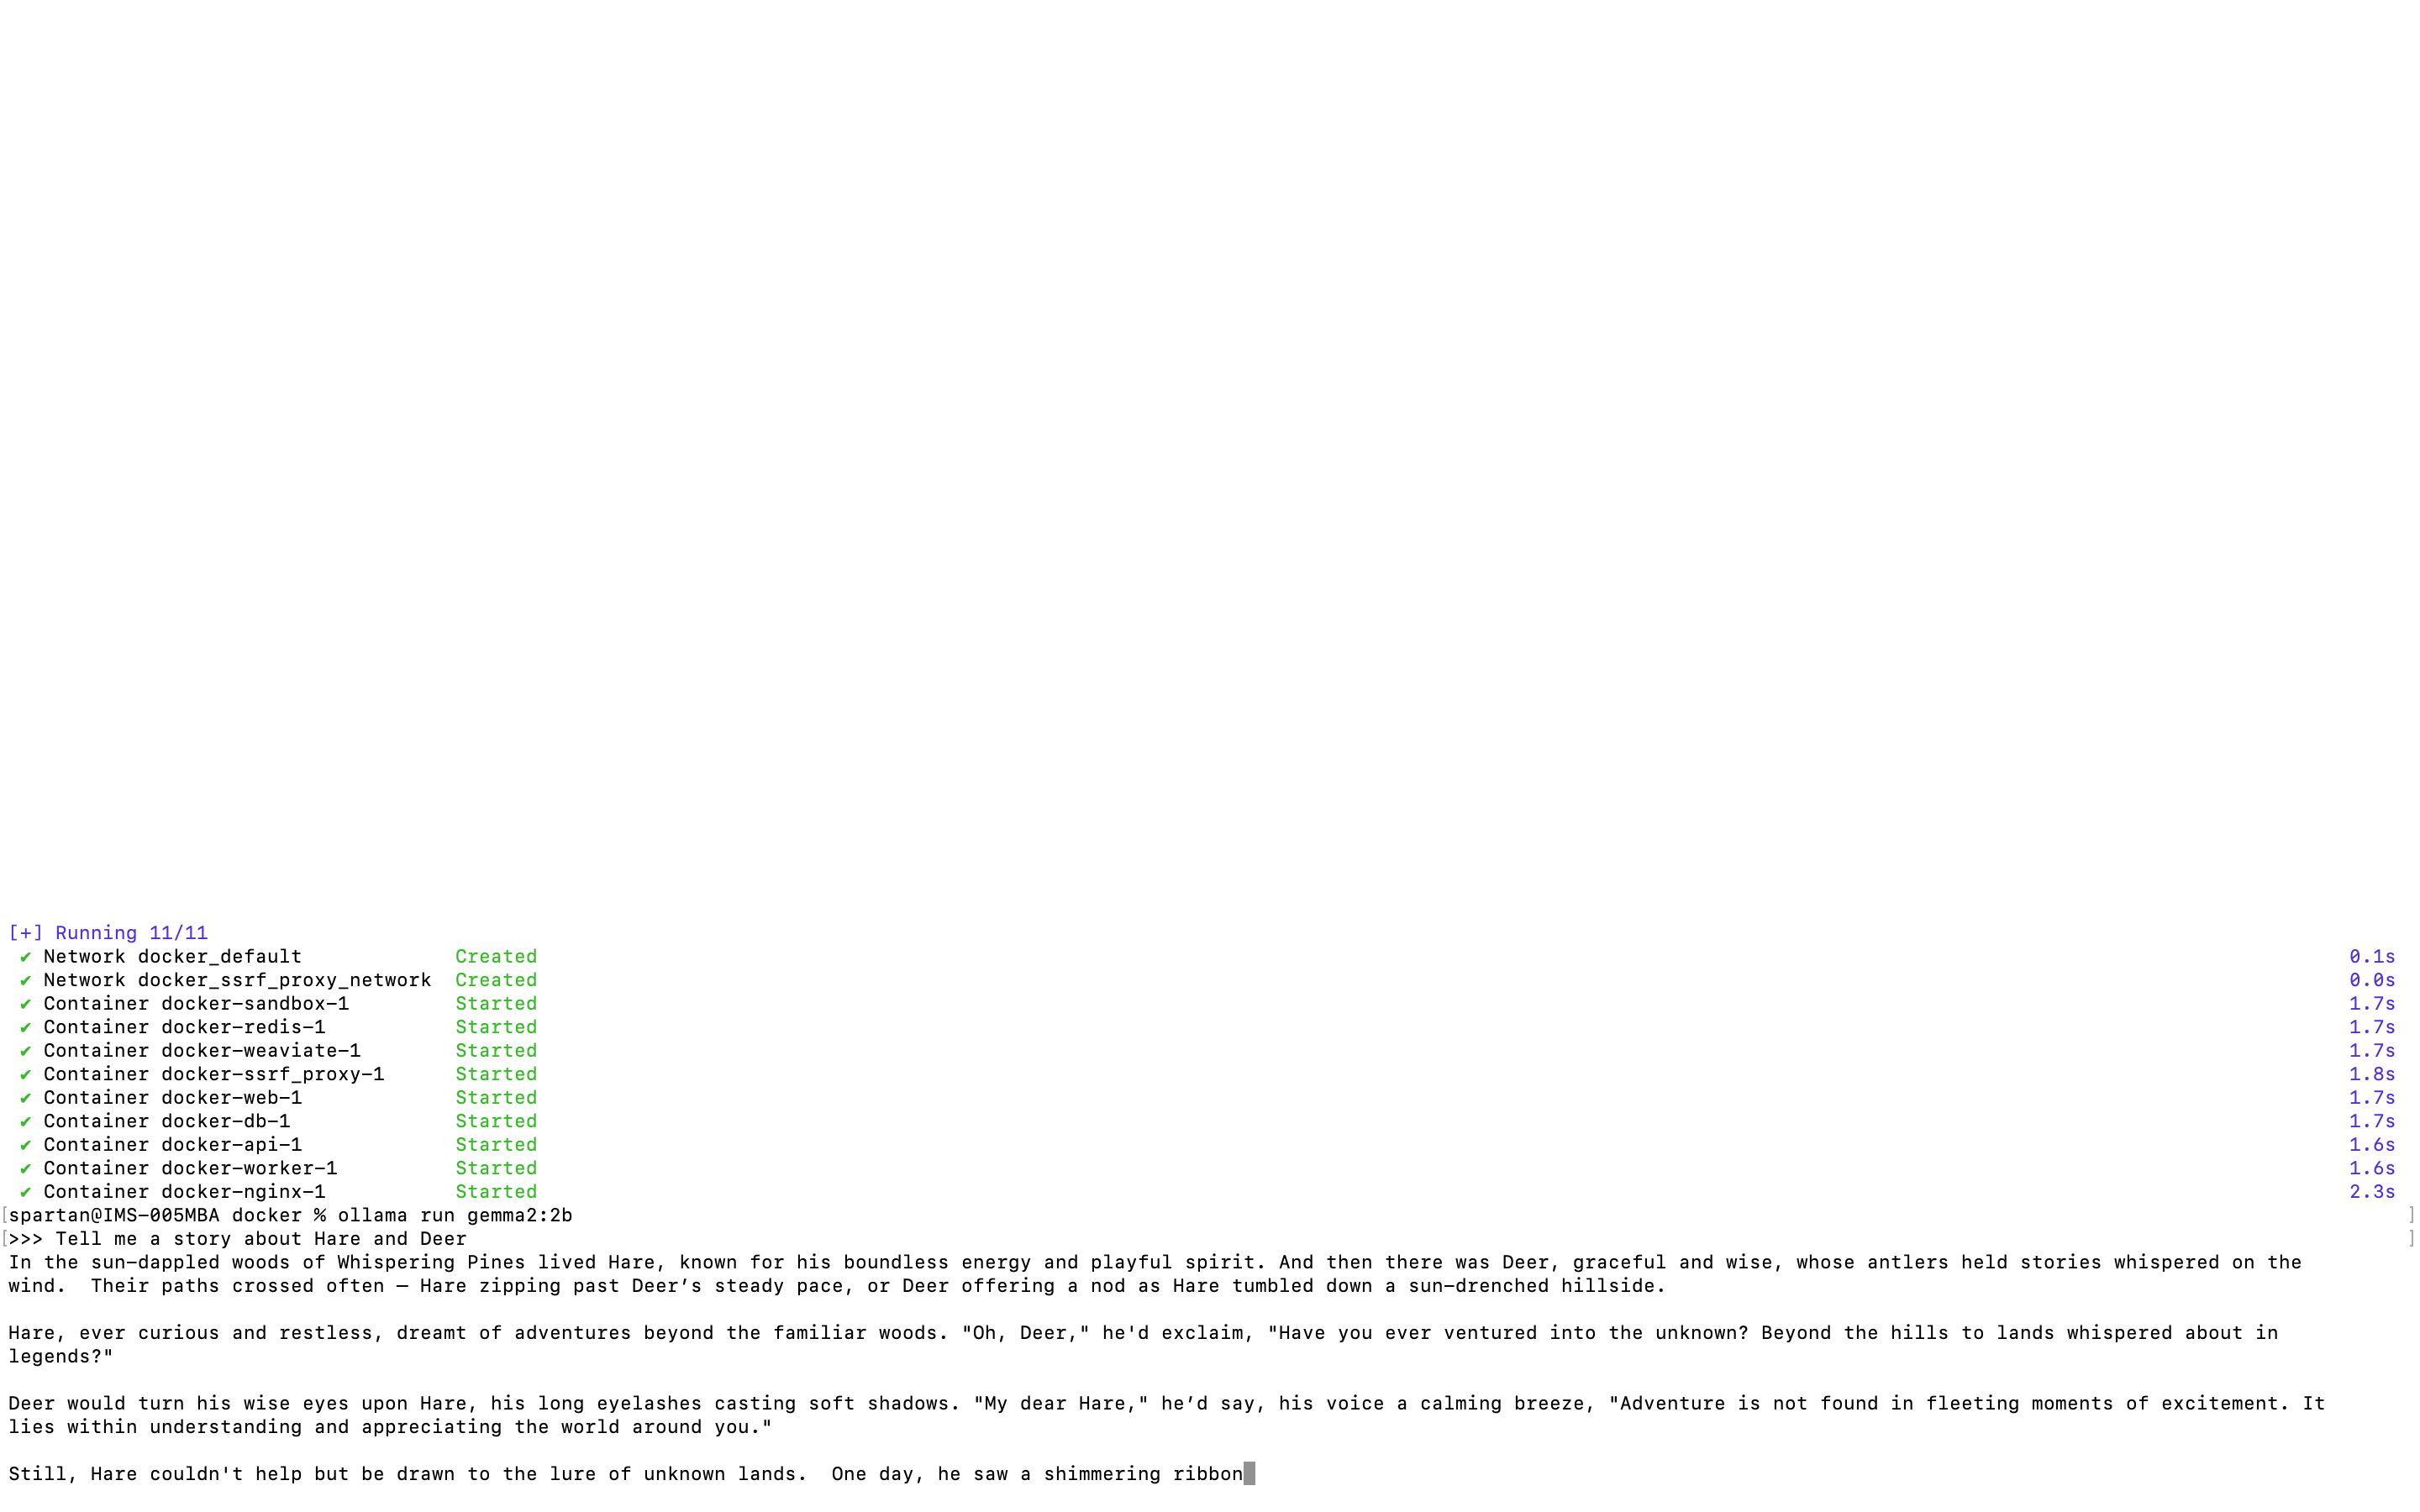 [+] Running 11/11
✔ Network docker_default Created 0.1s
✔ Network docker_ssrf_proxy_network Created 0.0s
✔ Container docker-sandbox-1 Started 1.7s
✔ Container docker-redis-1 Started 1.7s
✔ Container docker-weaviate-1 Started 1.7s
✔ Container docker-ssrf_proxy-1 Started 1.8s
✔ Container docker-web-1 Started 1.7s
✔ Container docker-db-1 Started 1.7s
✔ Container docker-api-1 Started 1.6s
✔ Container docker-worker-1 Started 1.6s
✔ Container docker-nginx-1 Started 2.3s
[spartan@IMS-005MBA docker % ollama run gemma2:2b ]
[>>> Tell me a story about Hare and Deer ]
In the sun-dappled woods of Whispering Pines lived Hare, known for his boundless energy and playful spirit. And then there was Deer, graceful and wise, whose antlers held stories whispered on the
wind.  Their paths crossed often — Hare zipping past Deer’s steady pace, or Deer offering a nod as Hare tumbled down a sun-drenched hillside.
Hare, ever curious and restless, dreamt of adventures beyond the familiar woods. "Oh, Deer," he'd exclaim, "Have you ever ventured into the unknown? Beyond the hills to lands whispered about in
legends?"
Deer would turn his wise eyes upon Hare, his long eyelashes casting soft shadows. "My dear Hare," he’d say, his voice a calming breeze, "Adventure is not found in fleeting moments of excitement. It
lies within understanding and appreciating the world around you."
Still, Hare couldn't help but be drawn to the lure of unknown lands.  One day, he saw a shimmering ribbon